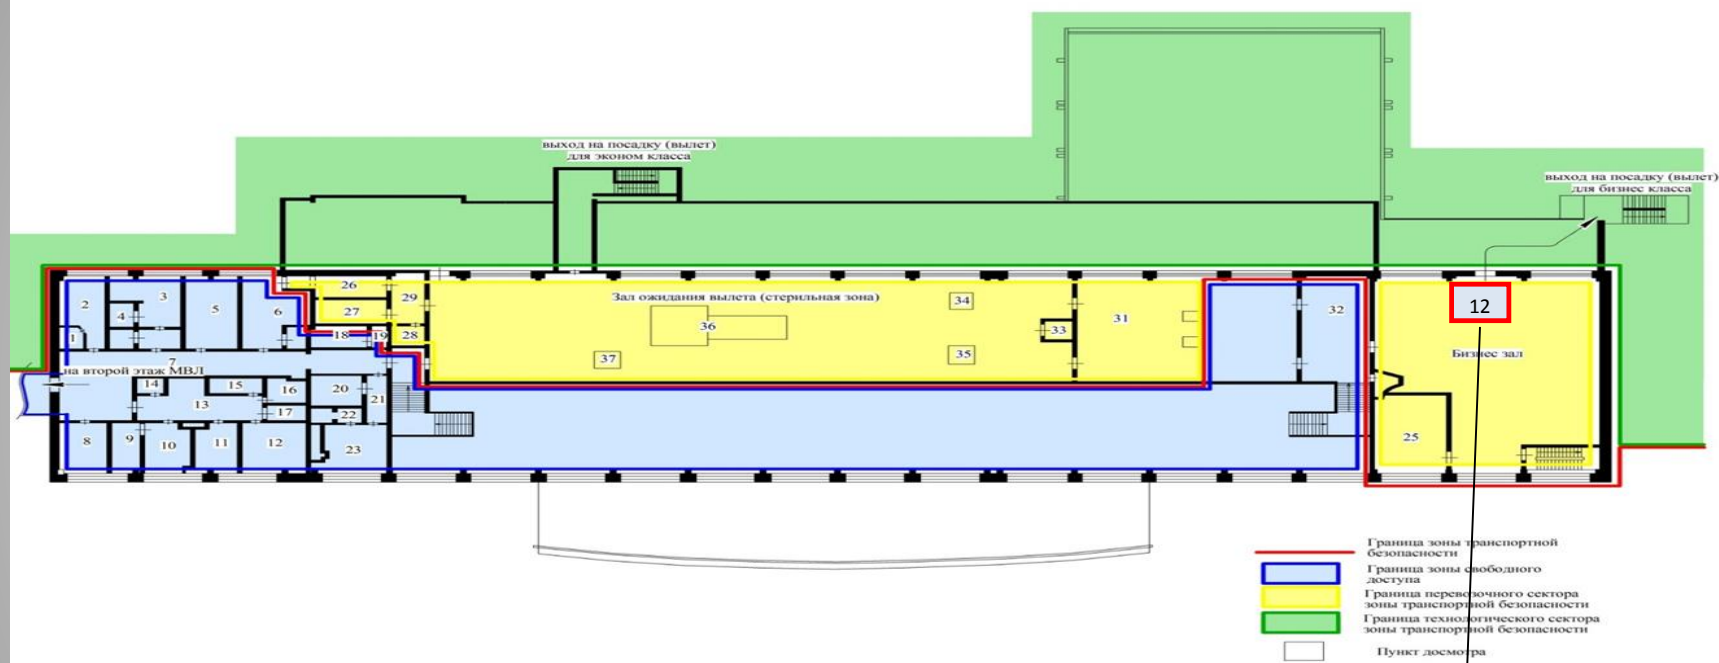 выход на посадку (вылет)
для эконом класса
выход на посадку (вылет)
для бизнес класса
2
3
4
5
6
1
26
27
29
28
18
19
Зал ожидания вылета (стерильная зона)
34
36
37
35
33
31
32
12
Бизнес зал
25
7
на второй этаж МВЛ
14
15
16
13
17
20
21
22
8
9
10
11
12
23
Граница зоны транспортной
безопасности
Граница зоны свободного
доступа
Граница перевозочного сектора
зоны транспортной безопасности
Граница технологического сектора
зоны транспортной безопасности
Пункт досмотра